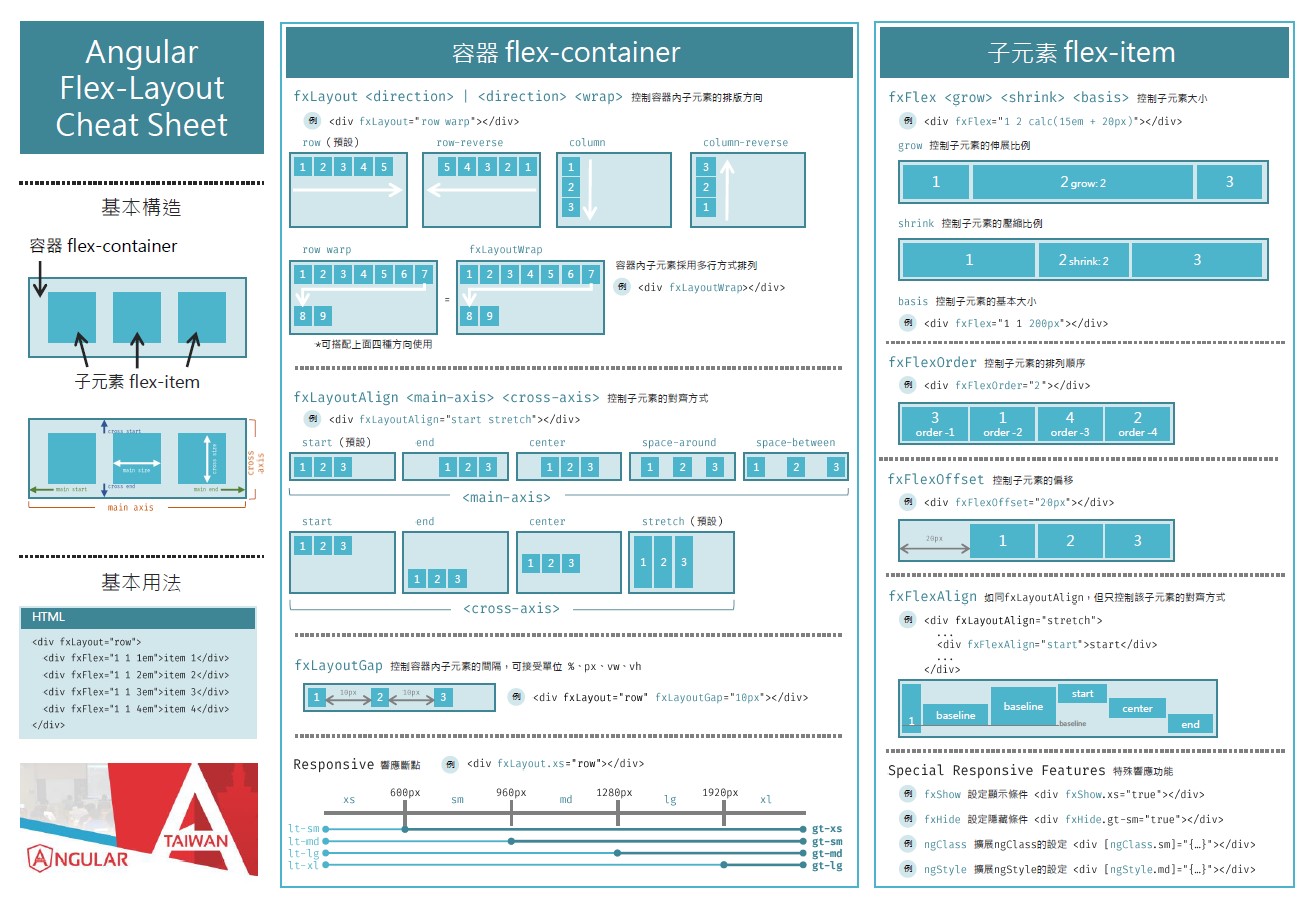 Angular
Flex-Layout
Cheat Sheet
基本構造
容器 flex-container
子元素 flex-item
cross start
main size
cross size
cross axis
main start
cross end
main end
main axis
基本用法
HTML
<div fxLayout="row">
<div fxFlex="1 1 1em">item 1</div>
<div fxFlex="1 1 2em">item 2</div>
<div fxFlex="1 1 3em">item 3</div>
<div fxFlex="1 1 4em">item 4</div>
</div>
TAIWAN
ANGULAR
容器 flex-container
fxLayout <direction> | <direction> <wrap> 控制容器內子元素的排版方向
例 <div fxLayout="row warp"></div>
row (預設) row-reverse column column-reverse
1 2 3 4 5
5 4 3 2 1
1
2
3
3
2
1
row warp fxLayoutWrap
1 2 3 4 5 6 7
8 9
=
1 2 3 4 5 6 7
8 9
容器內子元素採用多行方式排列
例 <div fxLayoutWrap></div>
*可搭配上面四種方向使用
fxLayoutAlign <main-axis> <cross-axis> 控制子元素的對齊方式
例 <div fxLayoutAlign="start stretch"></div>
start (預設) end center space-around space-between
1 2 3 1 2 3 1 2 3 1 2 3 1 2 3
<main-axis>
start end center stretch (預設)
1 2 3 1 2 3 1 2 3 1 2 3
<cross-axis>
fxLayoutGap 控制容器內子元素的間隔，可接受單位 %、px、vw、vh
1 10px 2 10px 3
例 <div fxLayout="row" fxLayoutGap="10px"></div>
Responsive 響應斷點 例 <div fxLayout.xs="row"></div>
600px 960px 1280px 1920px
xs sm md lg xl
lt-sm gt-xs
lt-md gt-sm
lt-lg gt-md
lt-xl gt-lg
子元素 flex-item
fxFlex <grow> <shrink> <basis> 控制子元素大小
例 <div fxFlex="1 2 calc(15em + 20px)"></div>
grow 控制子元素的伸展比例
1 2 grow: 2 3
shrink 控制子元素的壓縮比例
1 2 shrink: 2 3
basis 控制子元素的基本大小
例 <div fxFlex="1 1 200px"></div>
fxFlexOrder 控制子元素的排列順序
例 <div fxFlexOrder="2"></div>
3 1 4 2
order -1 order -2 order -3 order -4
fxFlexOffset 控制子元素的偏移
例 <div fxFlexOffset="20px"></div>
20px 1 2 3
fxFlexAlign 如同fxLayoutAlign，但只控制該子元素的對齊方式
例 <div fxLayoutAlign="stretch">
...
<div fxFlexAlign="start">start</div>
...
</div>
1 baseline baseline start center end
baseline
Special Responsive Features 特殊響應功能
例 fxShow 設定顯示條件 <div fxShow.xs="true"></div>
例 fxHide 設定隱藏條件 <div fxHide.gt-sm="true"></div>
例 ngClass 擴展ngClass的設定 <div [ngClass.sm]="{…}"></div>
例 ngStyle 擴展ngStyle的設定 <div [ngStyle.md]="{…}"></div>